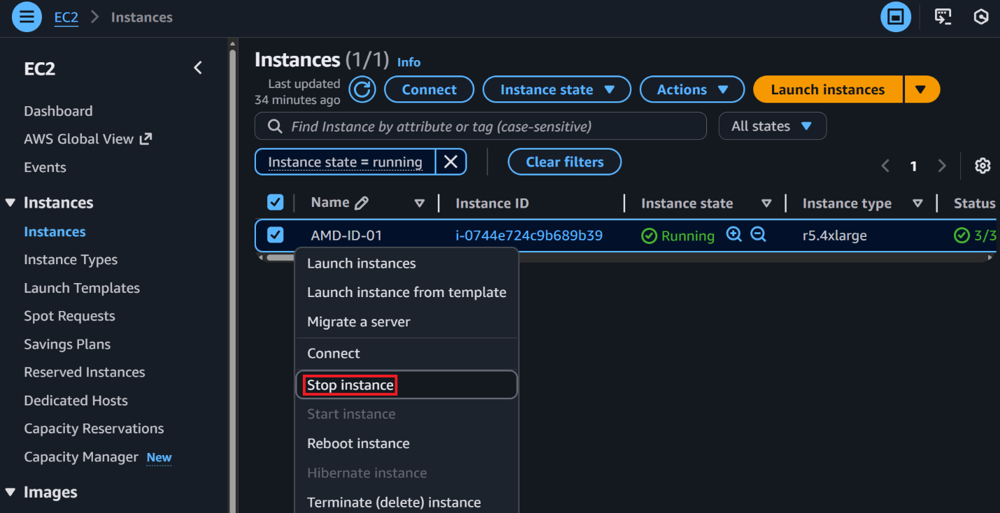 EC2 > Instances
EC2
Dashboard
AWS Global View
Events
Instances
Instances
Instance Types
Launch Templates
Spot Requests
Savings Plans
Reserved Instances
Dedicated Hosts
Capacity Reservations
Capacity Manager New
Images
Instances (1/1) Info
Last updated
34 minutes ago
Connect Instance state Actions Launch instances
Find Instance by attribute or tag (case-sensitive) All states
Instance state = running Clear filters
1
Name Instance ID Instance state Instance type Status
AMD-ID-01 i-0744e724c9b689b39 Running r5.4xlarge 3/3
Launch instances
Launch instance from template
Migrate a server
Connect
Stop instance
Start instance
Reboot instance
Hibernate instance
Terminate (delete) instance